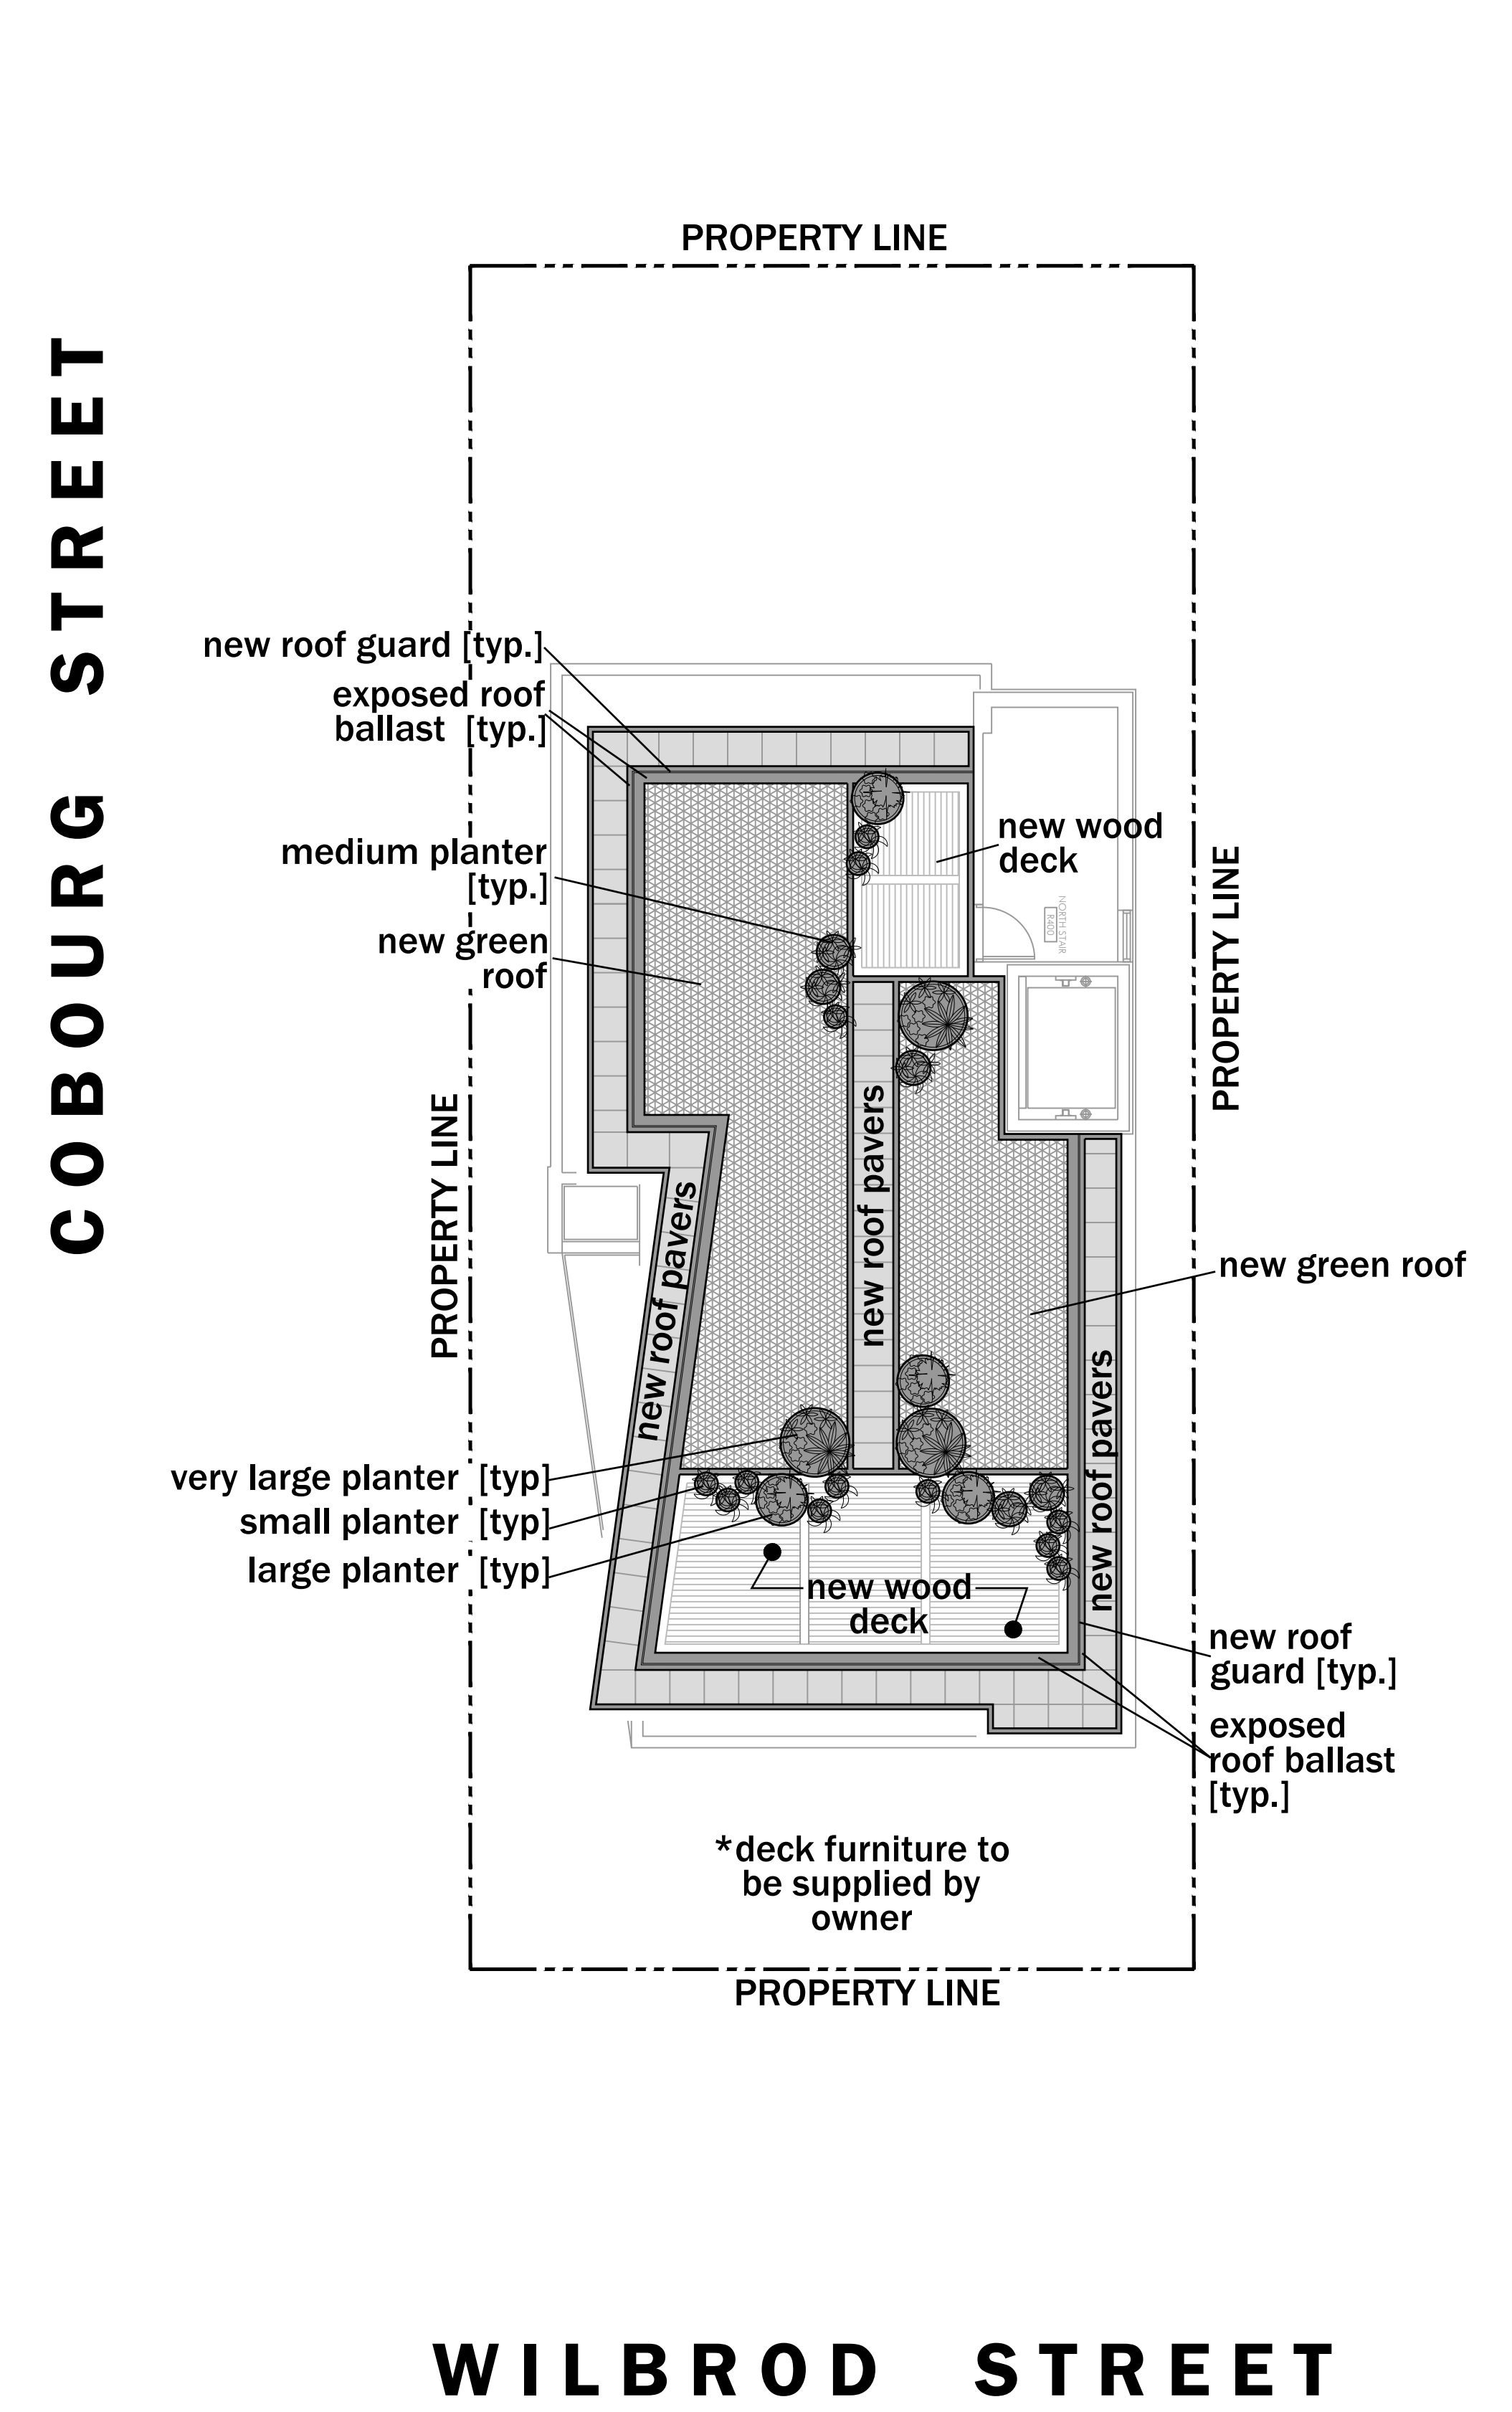 PROPERTY LINE
COBOURG STREET
new roof guard [typ.]
exposed roof
ballast [typ.]
new wood
deck
medium planter
[typ.]
NORTH STAIR
R400
PROPERTY LINE
new green
roof
PROPERTY LINE
new roof pavers
new roof pavers
new green roof
new roof pavers
very large planter [typ]
small planter [typ]
large planter [typ]
new wood
deck
new roof
guard [typ.]
exposed
roof ballast
[typ.]
*deck furniture to
be supplied by
owner
PROPERTY LINE
WILBROD STREET